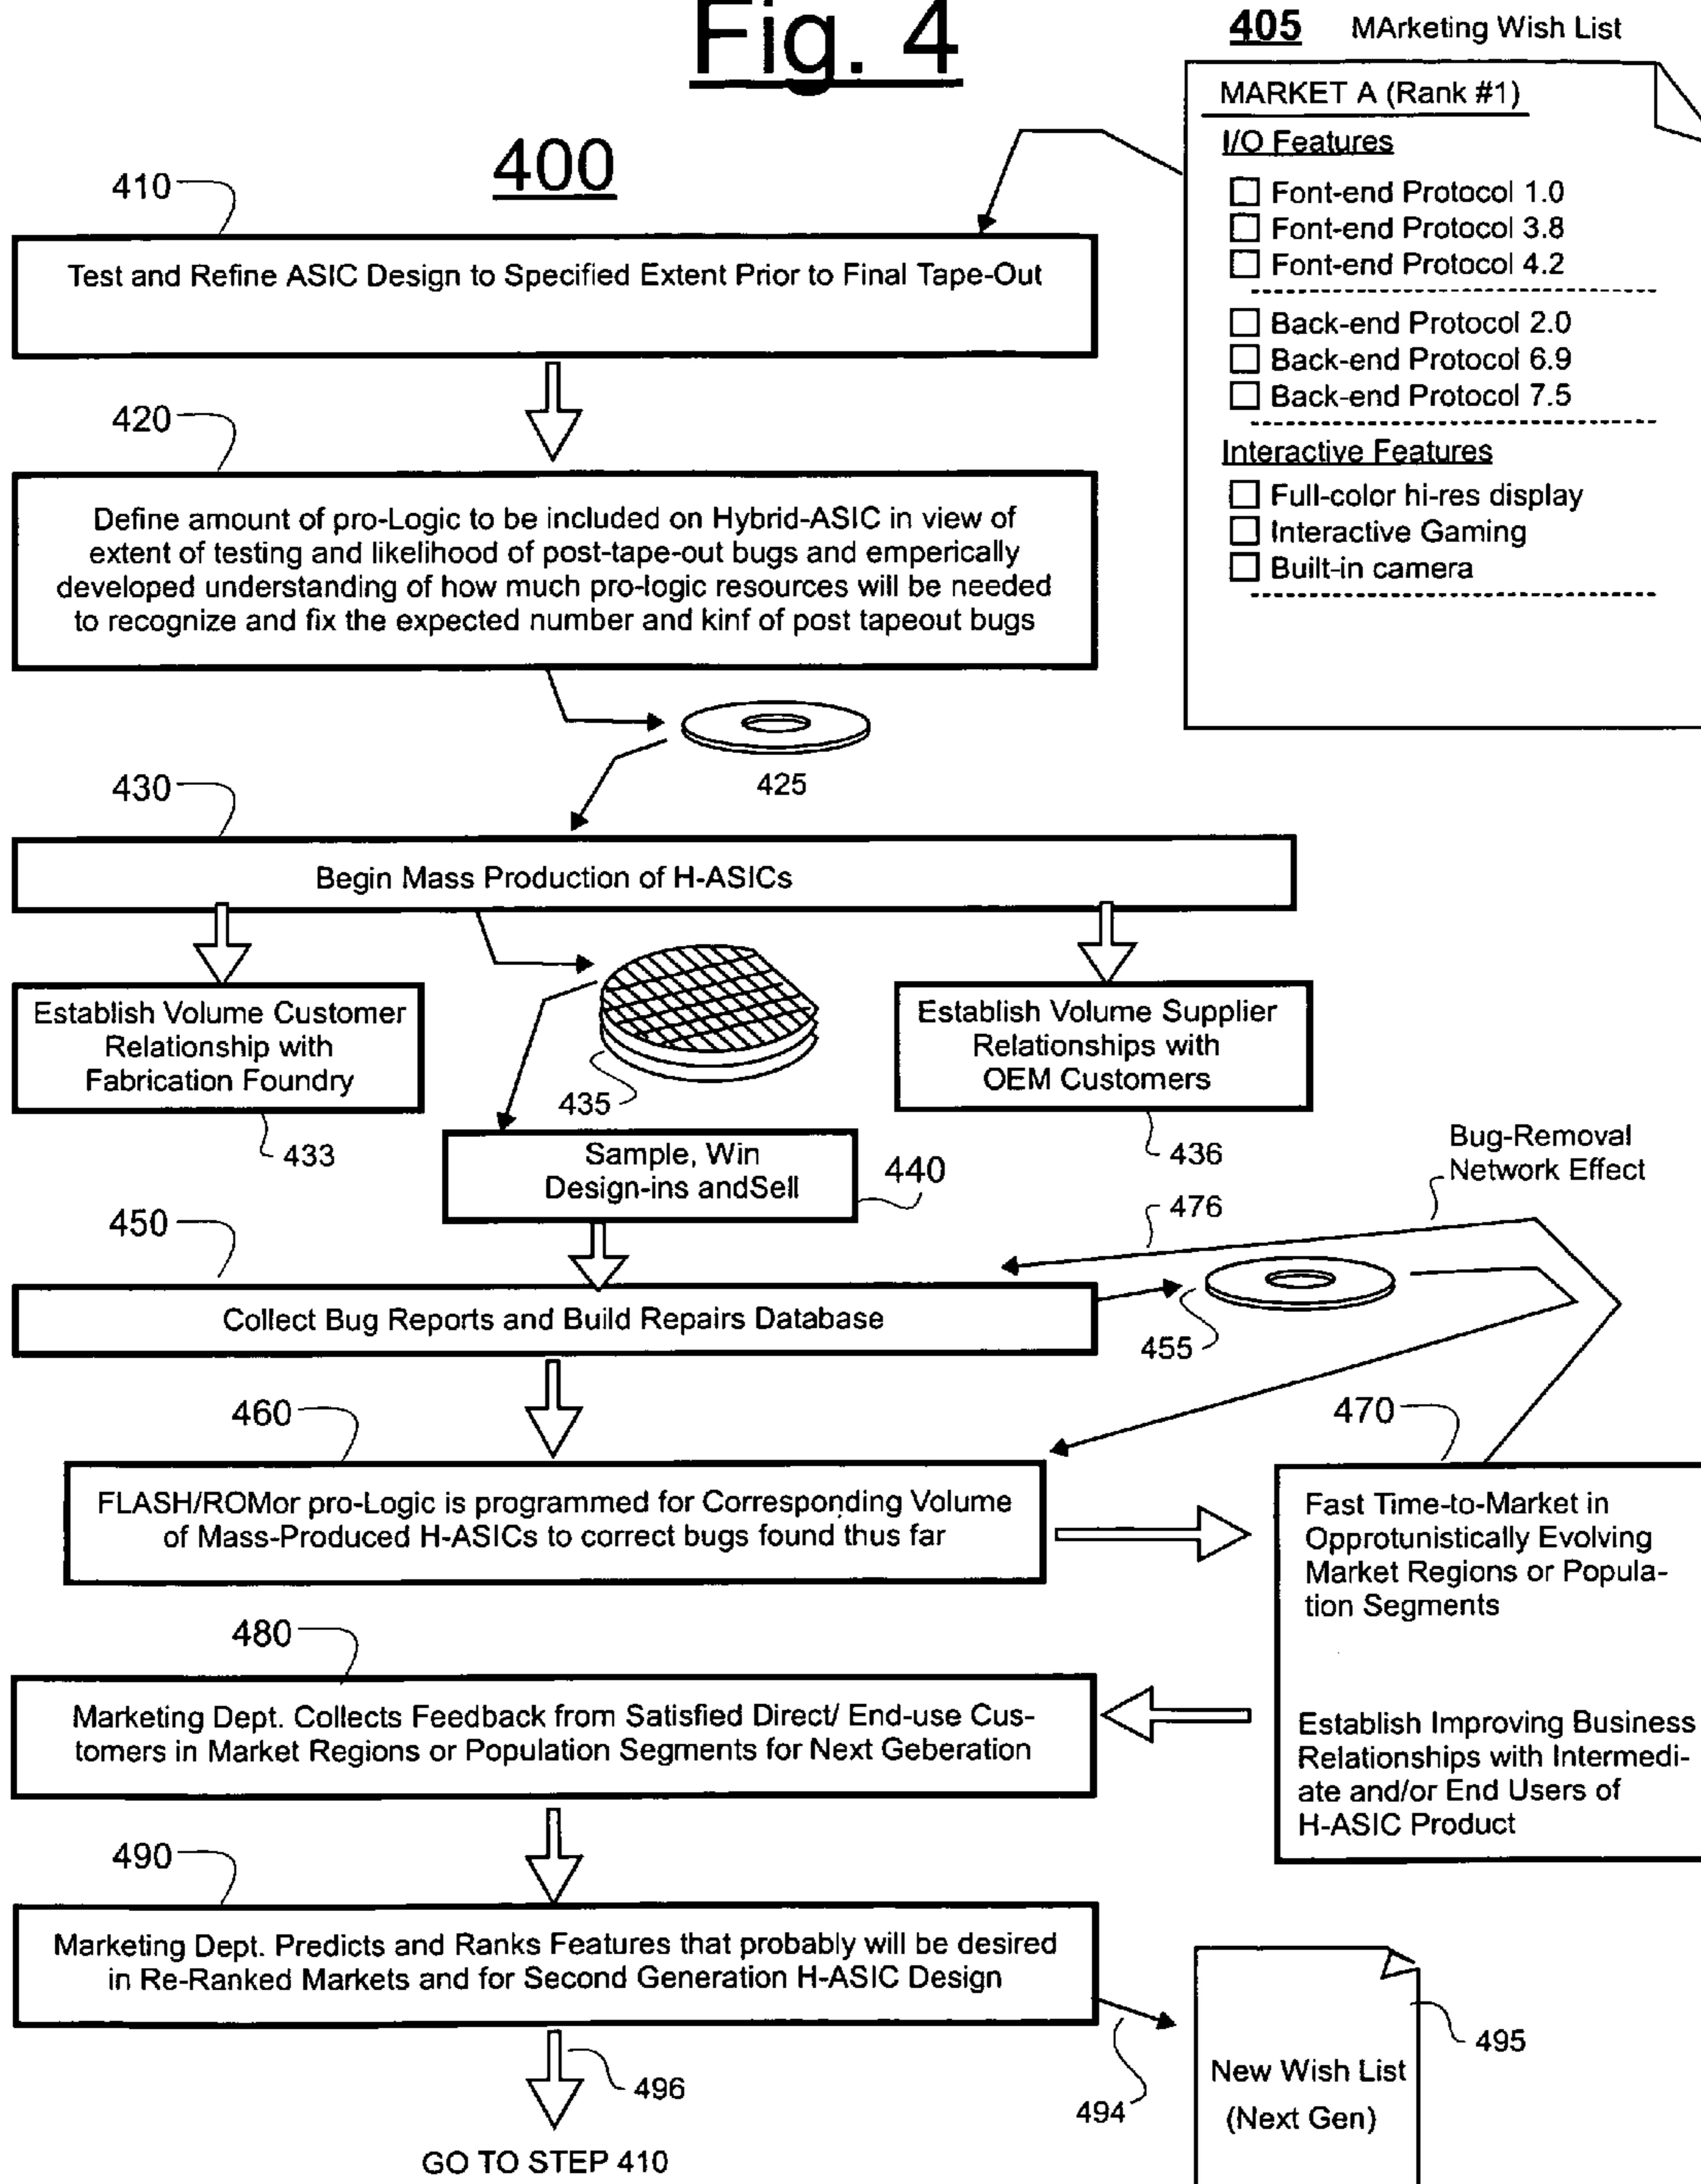 Fig. 4
405 MArketing Wish List
MARKET A (Rank #1)
I/O Features
Font-end Protocol 1.0
Font-end Protocol 3.8
Font-end Protocol 4.2
Back-end Protocol 2.0
Back-end Protocol 6.9
Back-end Protocol 7.5
Interactive Features
Full-color hi-res display
Interactive Gaming
Built-in camera
400
410
Test and Refine ASIC Design to Specified Extent Prior to Final Tape-Out
420
Define amount of pro-Logic to be included on Hybrid-ASIC in view of
extent of testing and likelihood of post-tape-out bugs and emperically
developed understanding of how much pro-logic resources will be needed
to recognize and fix the expected number and kinf of post tapeout bugs
425
430
Begin Mass Production of H-ASICs
Establish Volume Customer
Relationship with
Fabrication Foundry
433
435
Establish Volume Supplier
Relationships with
OEM Customers
436
Sample, Win
Design-ins andSell
440
Bug-Removal
Network Effect
476
450
Collect Bug Reports and Build Repairs Database
455
460
FLASH/ROMor pro-Logic is programmed for Corresponding Volume
of Mass-Produced H-ASICs to correct bugs found thus far
470
Fast Time-to-Market in
Opprotunistically Evolving
Market Regions or Popula-
tion Segments
Establish Improving Business
Relationships with Intermedi-
ate and/or End Users of
H-ASIC Product
480
Marketing Dept. Collects Feedback from Satisfied Direct/ End-use Cus-
tomers in Market Regions or Population Segments for Next Geberation
490
Marketing Dept. Predicts and Ranks Features that probably will be desired
in Re-Ranked Markets and for Second Generation H-ASIC Design
494
495
New Wish List
(Next Gen)
496
GO TO STEP 410